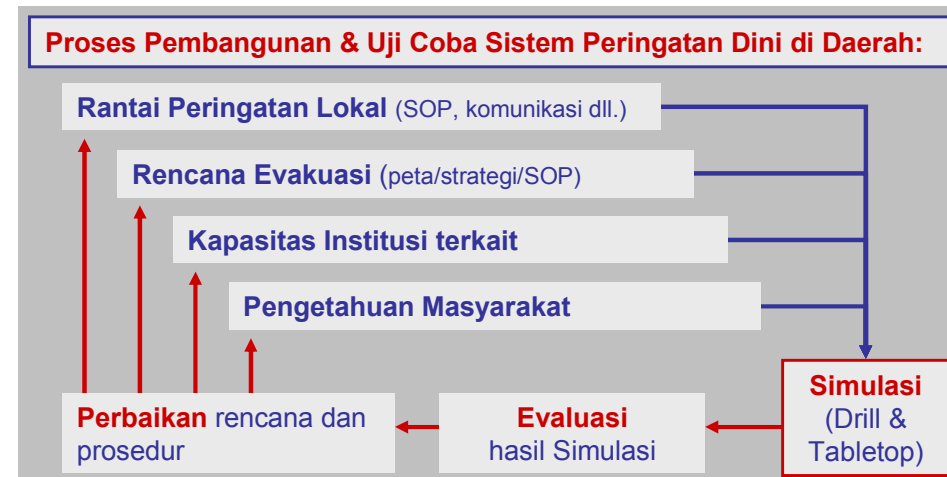 Proses Pembangunan & Uji Coba Sistem Peringatan Dini di Daerah:
Rantai Peringatan Lokal (SOP, komunikasi dll.)
Rencana Evakuasi (peta/strategi/SOP)
Kapasitas Institusi terkait
Pengetahuan Masyarakat
Simulasi
(Drill &
Tabletop)
Evaluasi
hasil Simulasi
Perbaikan rencana dan
prosedur